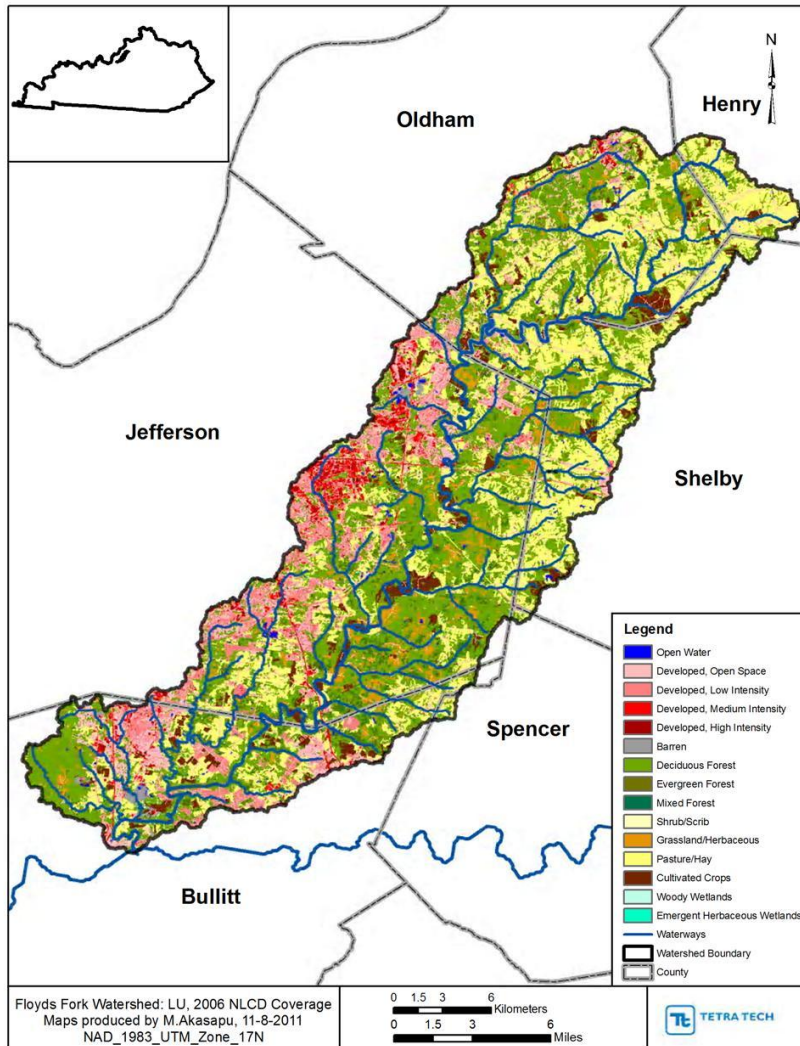 N
Henry
Oldham
Jefferson
Shelby
Spencer
Bullitt
Legend
Open Water
Developed, Open Space
Developed, Low Intensity
Developed, Medium Intensity
Developed, High Intensity
Barren
Deciduous Forest
Evergreen Forest
Mixed Forest
Shrub/Scrib
Grassland/Herbaceous
Pasture/Hay
Cultivated Crops
Woody Wetlands
Emergent Herbaceous Wetlands
Waterways
Watershed Boundary
County
Floyds Fork Watershed: LU, 2006 NLCD Coverage
Maps produced by M.Akasapu, 11-8-2011
NAD_1983_UTM_Zone_17N
0 1.5 3 6
Kilometers
0 1.5 3 6
Miles
Tt TETRA TECH